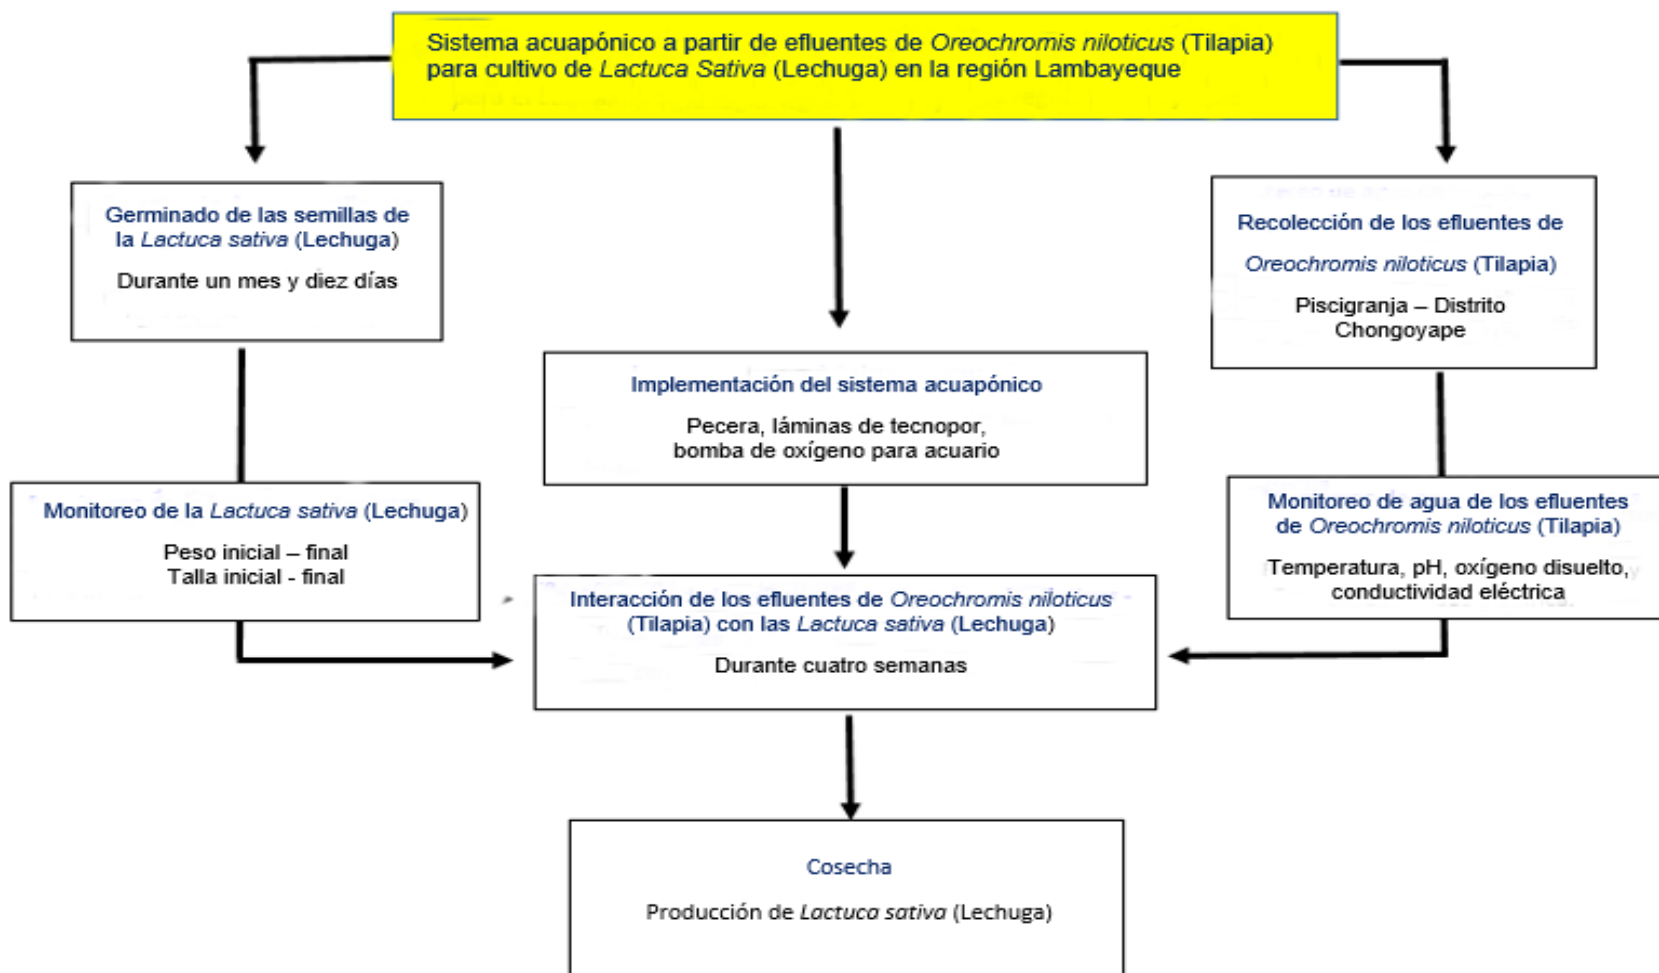 Sistema acuapónico a partir de efluentes de Oreochromis niloticus (Tilapia)
para cultivo de Lactuca Sativa (Lechuga) en la región Lambayeque
Germinado de las semillas de
la Lactuca sativa (Lechuga)
Durante un mes y diez días
Recolección de los efluentes de
Oreochromis niloticus (Tilapia)
Piscigranja – Distrito
Chongoyape
Implementación del sistema acuapónico
Pecera, láminas de tecnopor,
bomba de oxígeno para acuario
Monitoreo de la Lactuca sativa (Lechuga)
Peso inicial – final
Talla inicial - final
Monitoreo de agua de los efluentes
de Oreochromis niloticus (Tilapia)
Temperatura, pH, oxígeno disuelto,
conductividad eléctrica
Interacción de los efluentes de Oreochromis niloticus
(Tilapia) con las Lactuca sativa (Lechuga)
Durante cuatro semanas
Cosecha
Producción de Lactuca sativa (Lechuga)